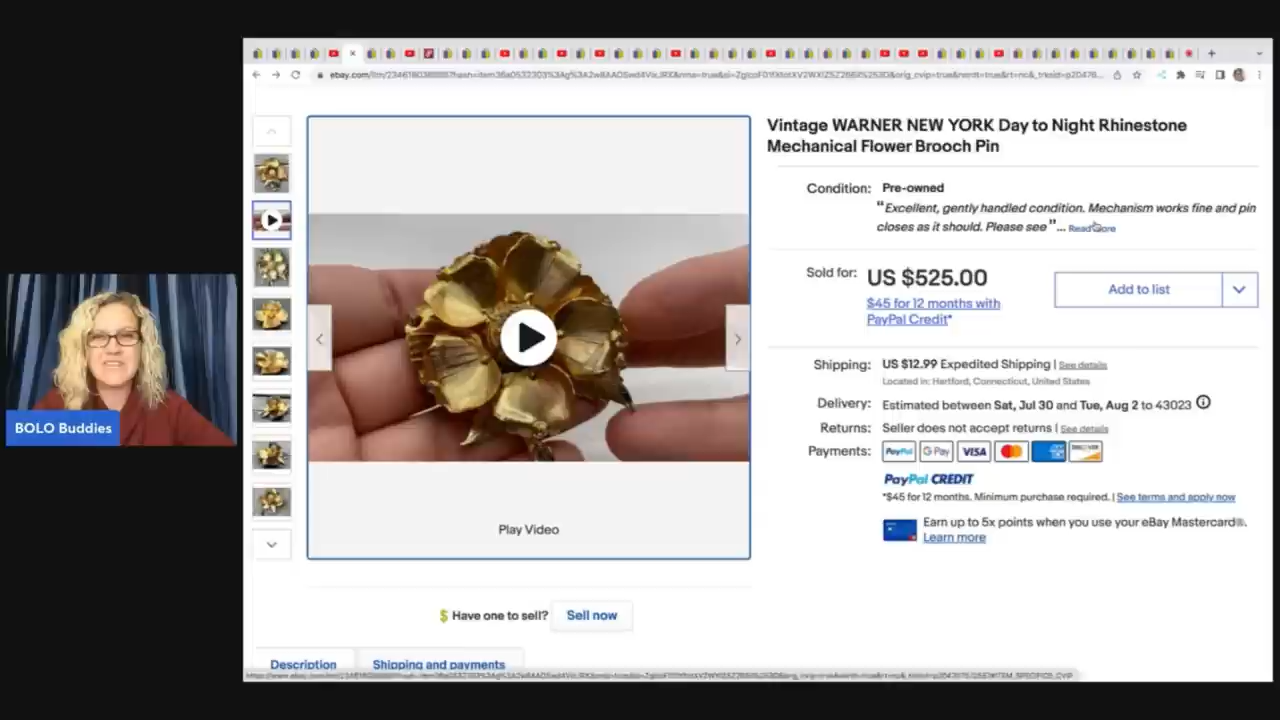 Vintage WARNER NEW YORK Day to Night Rhinestone
Mechanical Flower Brooch Pin
Condition: Pre-owned
"Excellent, gently handled condition. Mechanism works fine and pin
closes as it should. Please see "... Read more
Sold for: US $525.00
Add to list
$45 for 12 months with
PayPal Credit*
Shipping: US $12.99 Expedited Shipping | See details
Located in: Hartford, Connecticut, United States
Delivery: Estimated between Sat, Jul 30 and Tue, Aug 2 to 43023
Returns: Seller does not accept returns | See details
Payments: PayPal G Pay VISA
DISCOVER
PayPal CREDIT
*$45 for 12 months. Minimum purchase required. | See terms and apply now
Earn up to 5x points when you use your eBay Mastercard®.
Learn more
BOLO Buddies
Play Video
$ Have one to sell? Sell now
Description Shipping and payments